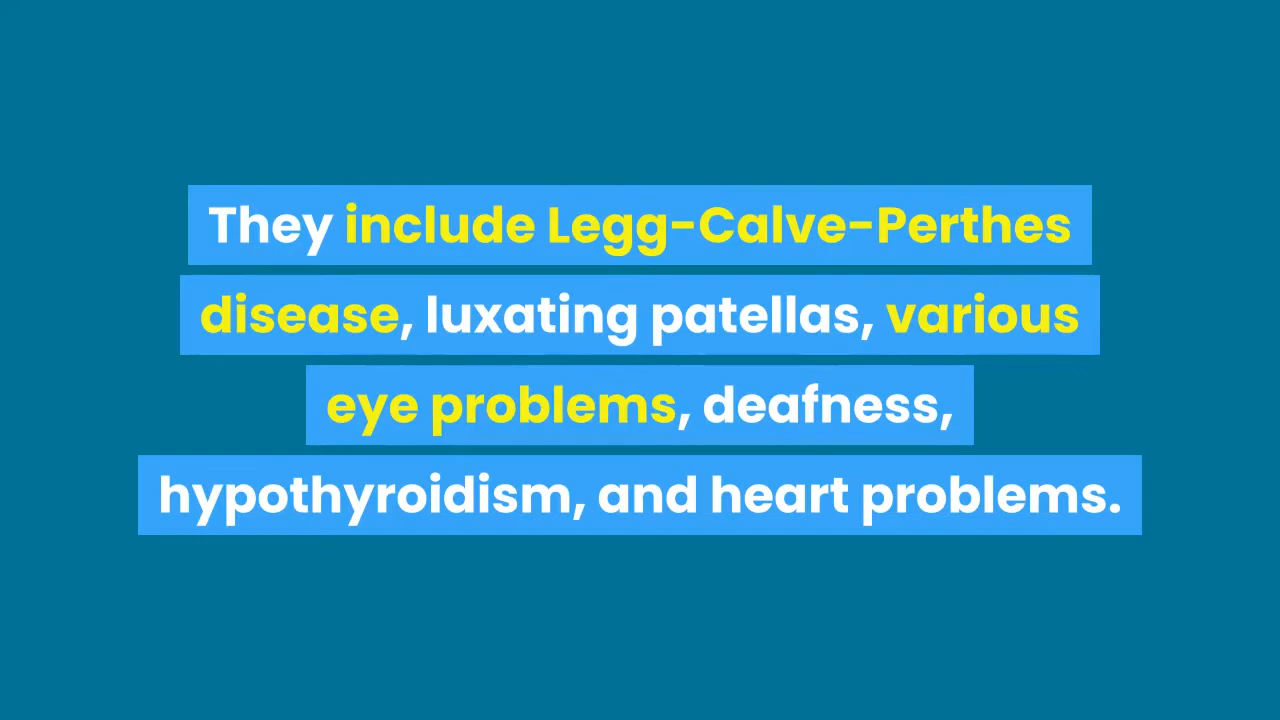 They include Legg-Calve-Perthes
disease, luxating patellas, various
eye problems, deafness,
hypothyroidism, and heart problems.